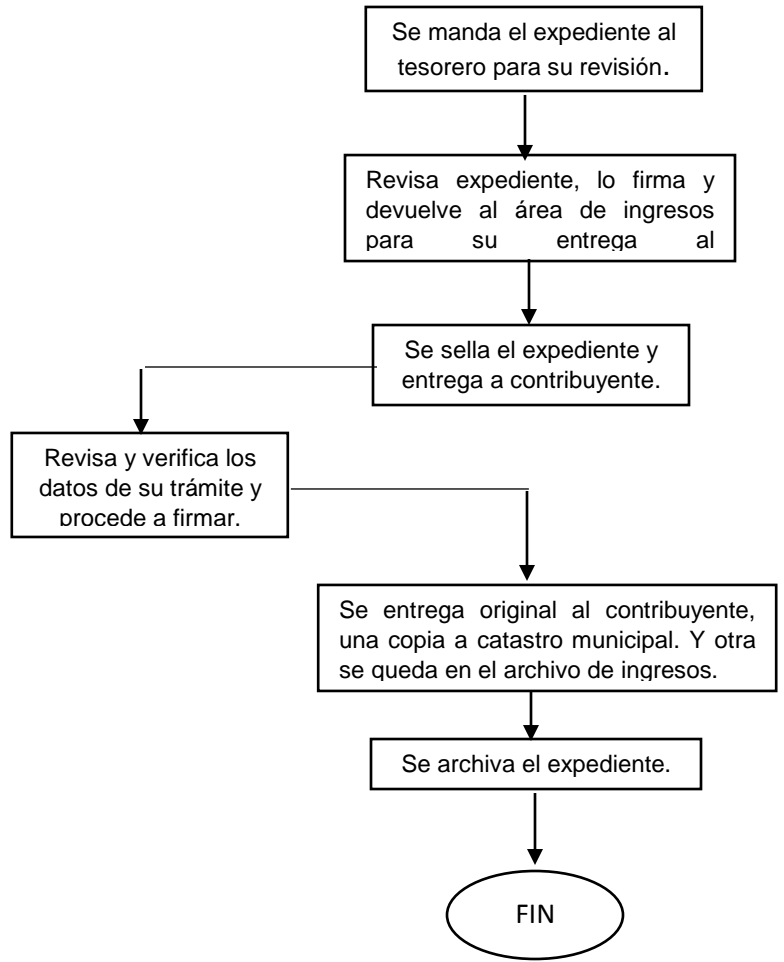 Se manda el expediente al
tesorero para su revisión.
Revisa expediente, lo firma y
devuelve al área de ingresos
para su entrega al
Se sella el expediente y
entrega a contribuyente.
Revisa y verifica los
datos de su trámite y
procede a firmar.
Se entrega original al contribuyente,
una copia a catastro municipal. Y otra
se queda en el archivo de ingresos.
Se archiva el expediente.
FIN